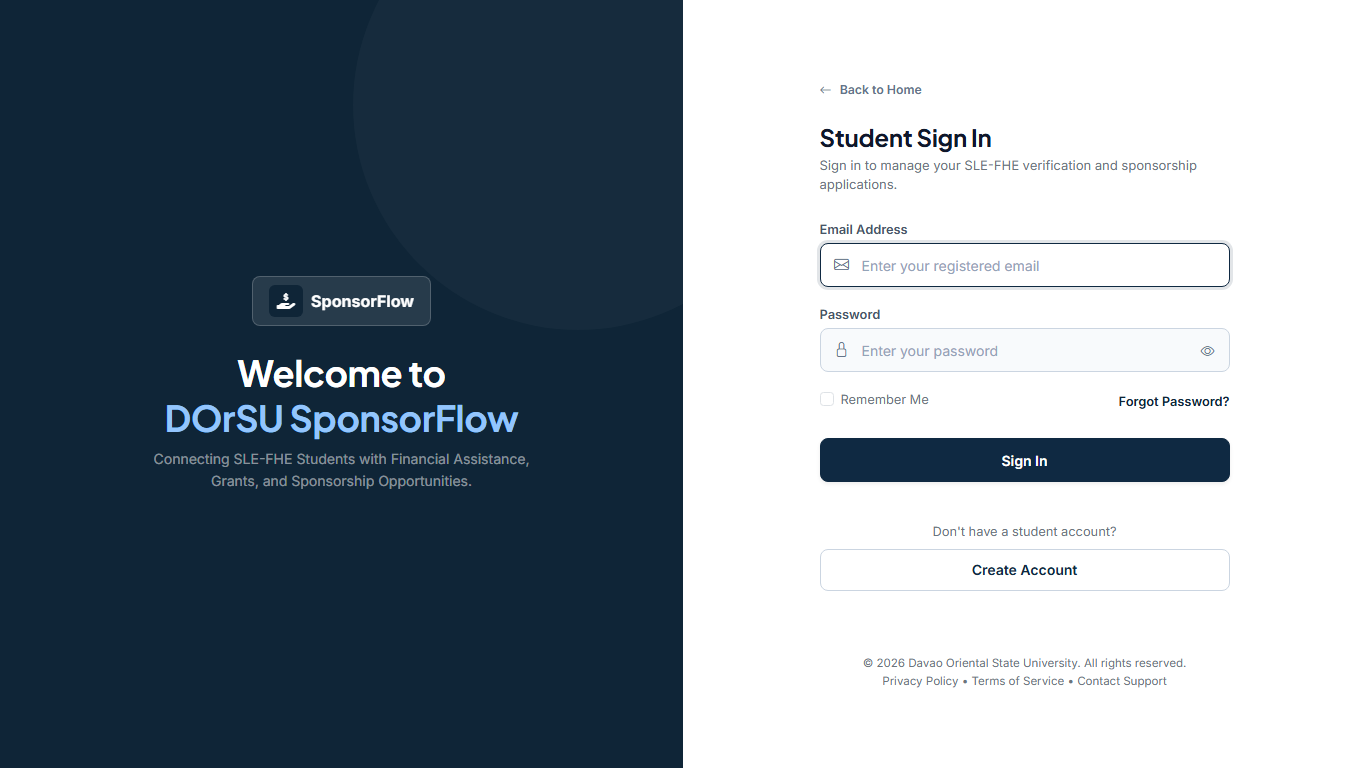 SponsorFlow
Welcome to
DOrSU SponsorFlow
Connecting SLE-FHE Students with Financial Assistance,
Grants, and Sponsorship Opportunities.
← Back to Home
Student Sign In
Sign in to manage your SLE-FHE verification and sponsorship
applications.
Email Address
Enter your registered email
Password
Enter your password
Remember Me
Forgot Password?
Sign In
Don't have a student account?
Create Account
© 2026 Davao Oriental State University. All rights reserved.
Privacy Policy • Terms of Service • Contact Support